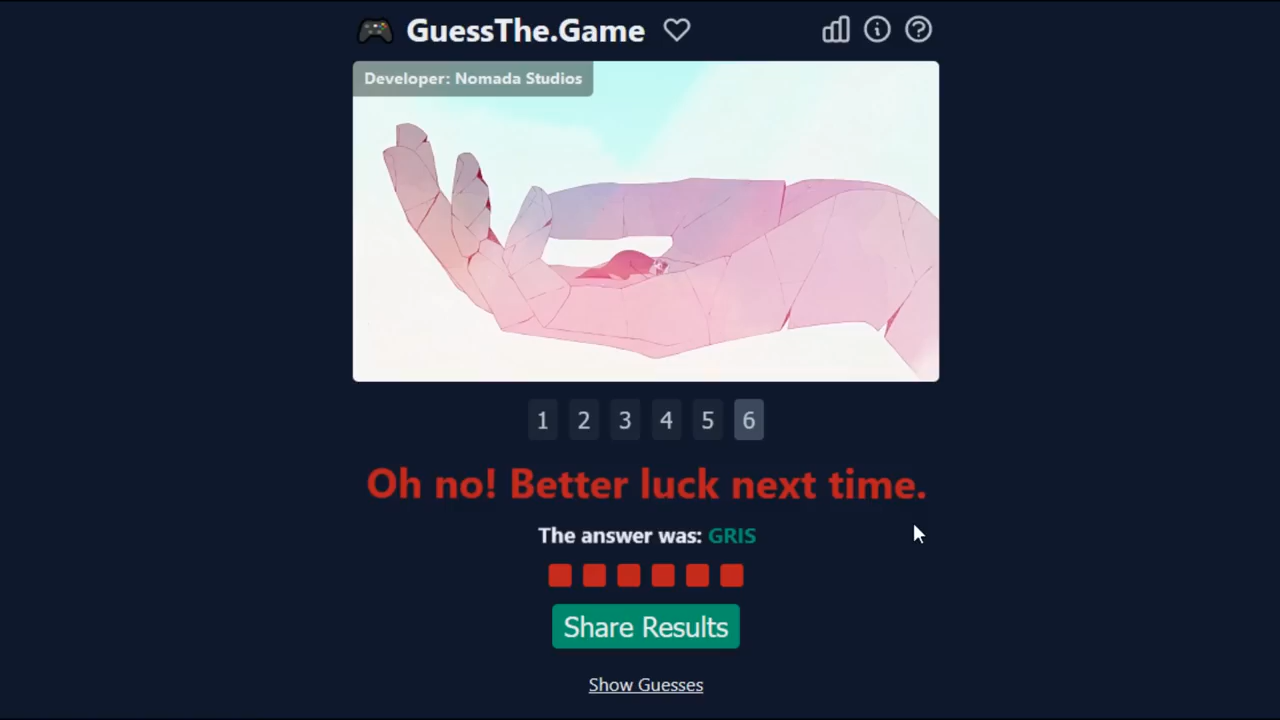 GuessThe.Game
Developer: Nomada Studios
1 2 3 4 5 6
Oh no! Better luck next time.
The answer was: GRIS
Share Results
Show Guesses